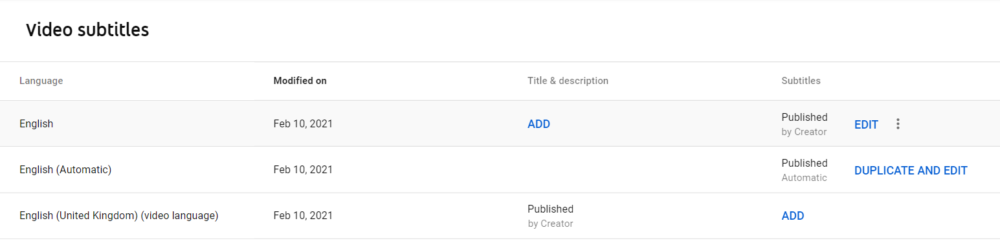 Video subtitles
Language Modified on Title & description Subtitles
English Feb 10, 2021 ADD Published EDIT
by Creator
English (Automatic) Feb 10, 2021 Published DUPLICATE AND EDIT
Automatic
English (United Kingdom) (video language) Feb 10, 2021 Published ADD
by Creator